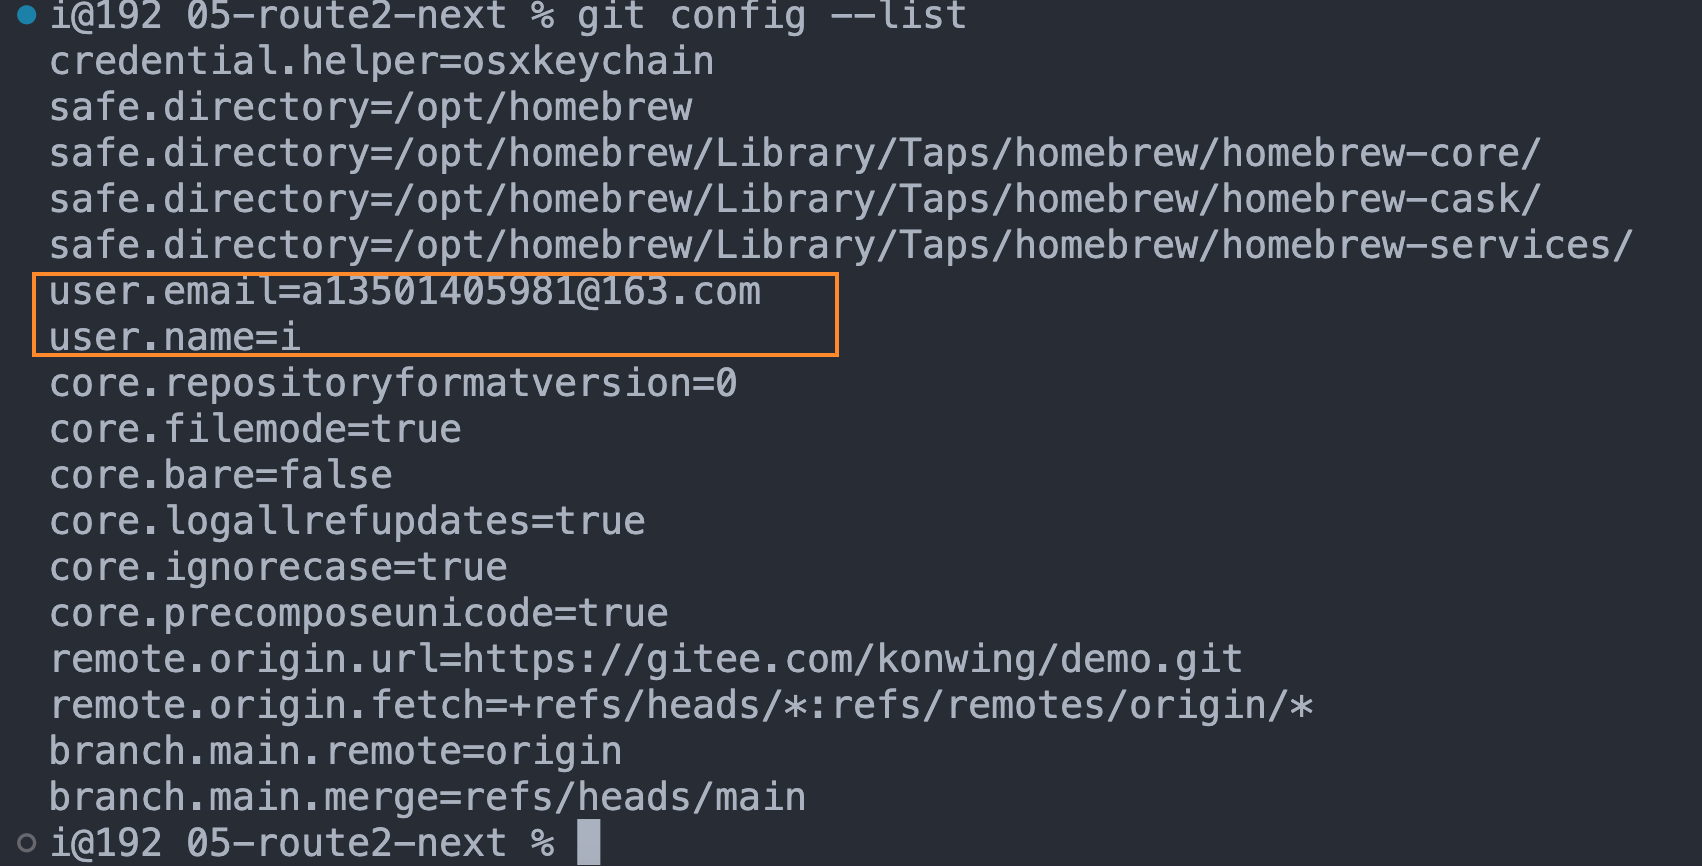 i@192 05-route2-next % git config --list
credential.helper=osxkeychain
safe.directory=/opt/homebrew
safe.directory=/opt/homebrew/Library/Taps/homebrew/homebrew-core/
safe.directory=/opt/homebrew/Library/Taps/homebrew/homebrew-cask/
safe.directory=/opt/homebrew/Library/Taps/homebrew/homebrew-services/
user.email=a13501405981@163.com
user.name=i
core.repositoryformatversion=0
core.filemode=true
core.bare=false
core.logallrefupdates=true
core.ignorecase=true
core.precomposeunicode=true
remote.origin.url=https://gitee.com/konwing/demo.git
remote.origin.fetch=+refs/heads/*:refs/remotes/origin/*
branch.main.remote=origin
branch.main.merge=refs/heads/main
i@192 05-route2-next %